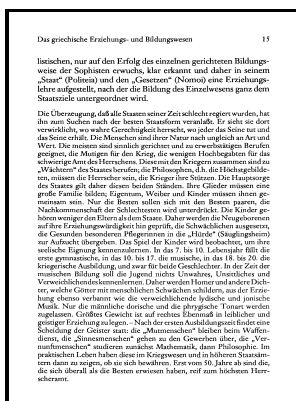 Das griechische Erziehungs- und Bildungswesen 15
listischen, nur auf den Erfolg des einzelnen gerichteten Bildungs-
weise der Sophisten erwuchs, klar erkannt und daher in seinem
„Staat“ (Politeia) und den „Gesetzen“ (Nomoi) eine Erziehungs-
lehre aufgestellt, nach der die Bildung des Einzelwesens ganz dem
Staatsziele untergeordnet wird.
Die Überzeugung, daß alle Staaten seiner Zeit schlecht regiert wurden, hat
ihn zum Suchen nach der besten Staatsform veranlaßt. Er sieht sie dort
verwirklicht, wo wahre Gerechtigkeit herrscht, wo jeder das Seine tut und
das Seine erhält. Die Menschen sind ihrer Natur nach ungleich an Art und
Wert. Die meisten sind sinnlich gerichtet und zu erwerbstätigen Berufen
geeignet, die Mutigen für den Krieg, die wenigen Hochbegabten für das
schwierige Amt des Herrschens. Diese mit den Kriegern zusammen sind zu
„Wächtern“ des Staates berufen; die Philosophen, d.h. die Höchstgebilde-
ten, müssen die Herrscher sein, die Krieger ihre Stützen. Die Hauptsorge
des Staates gilt daher diesen beiden Ständen. Ihre Glieder müssen eine
große Familie bilden; Eigentum, Weiber und Kinder müssen ihnen ge-
meinsam sein. Nur die Besten sollen sich mit den Besten paaren, die
Nachkommenschaft der Schlechtesten wird unterdrückt. Die Kinder ge-
hören weniger den Eltern als dem Staate. Daher werden die Neugeborenen
auf ihre Erziehungswürdigkeit hin geprüft, die Schwächlichen ausgesetzt,
die Gesunden besonderen Pflegerinnen in die „Hürde“ (Säuglingsheim)
zur Aufzucht übergeben. Das Spiel der Kinder wird beobachtet, um ihre
seelische Eignung kennenzulernen. In das 7. bis 10. Lebensjahr fällt die
erste gymnastische, in das 10. bis 17. die musische, in das 18. bis 20. die
kriegerische Ausbildung, und zwar für beide Geschlechter. In der Zeit der
musischen Bildung soll die Jugend nichts Unwahres, Unsittliches und
Verweichlichendes kennenlernen. Daher werden Homer und andere Dich-
ter, welche Götter mit menschlichen Schwächen schildern, aus der Erzie-
hung ebenso verbannt wie die verweichlichende lydische und jonische
Musik. Nur die männliche dorische und die phrygische Tonart werden
zugelassen. Größtes Gewicht ist auf rechtes Ebenmaß in leiblicher und
geistiger Erziehung zu legen. – Nach der ersten Ausbildungszeit findet eine
Scheidung der Geister statt: die „Mutmenschen“ bleiben beim Waffen-
dienst, die „Sinnesmenschen“ gehen zu den Gewerben über, die „Ver-
nunftmenschen“ studieren zunächst Mathematik, dann Philosophie. Im
praktischen Leben haben diese im Kriegswesen und in höheren Staatsäm-
tern dann zu zeigen, ob sie sich bewähren. Erst vom 50. Jahre ab sind die,
die sich überall als die Besten erwiesen haben, reif zum höchsten Herr-
scheramt.